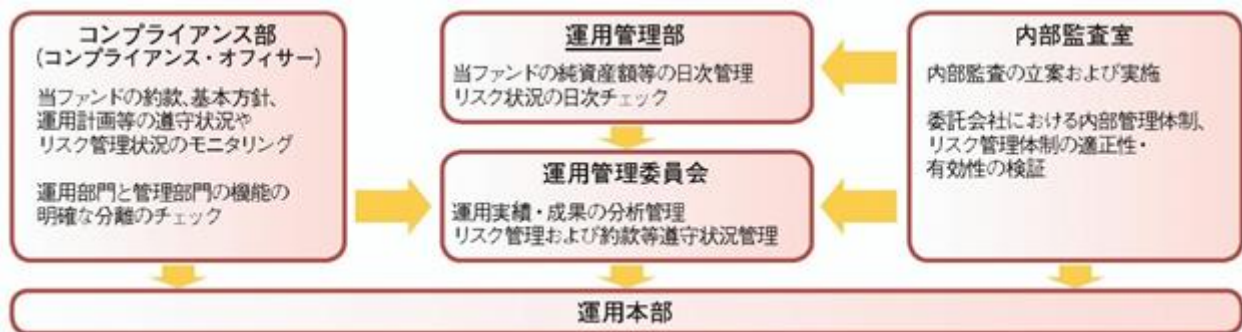 コンプライアンス部
(コンプライアンス・オフィサー)
当ファンドの約款、基本方針、
運用計画等の遵守状況や
リスク管理状況のモニタリング
運用部門と管理部門の機能の
明確な分離のチェック
運用管理部
当ファンドの純資産額等の日次管理
リスク状況の日次チェック
運用管理委員会
運用実績・成果の分析管理
リスク管理および約款等遵守状況管理
内部監査室
内部監査の立案および実施
委託会社における内部管理体制、
リスク管理体制の適正性・
有効性の検証
運用本部